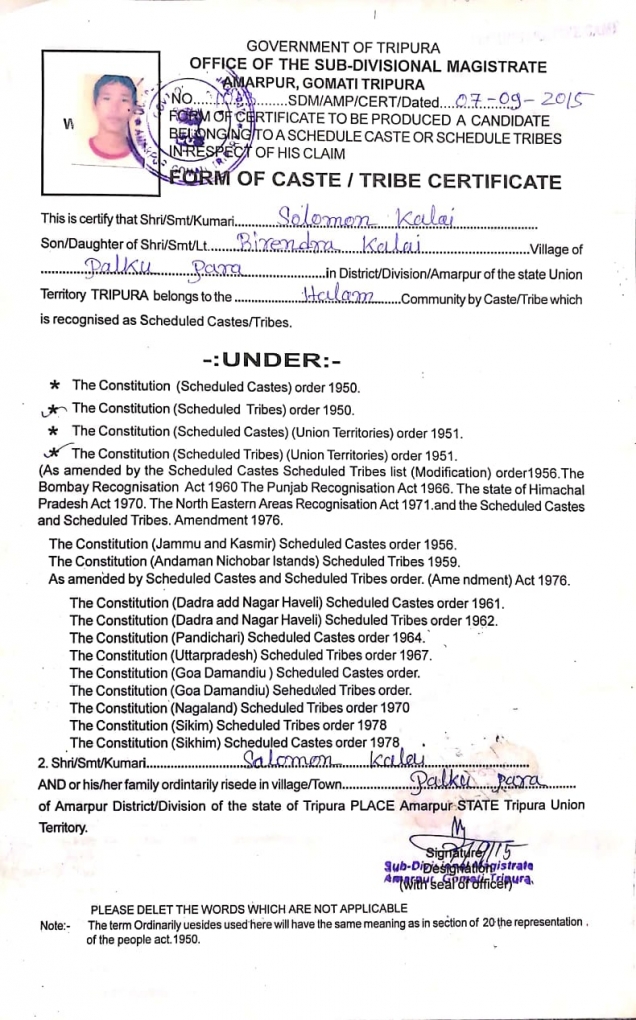 GOVERNMENT OF TRIPURA
OFFICE OF THE SUB-DIVISIONAL MAGISTRATE
AMARPUR, GOMATI TRIPURA
NO. SDM/AMP/CERT/Dated 07-09-2015
FORM OF CERTIFICATE TO BE PRODUCED A CANDIDATE
BELONGING TO A SCHEDULE CASTE OR SCHEDULE TRIBES
IN RESPECT OF HIS CLAIM
FORM OF CASTE / TRIBE CERTIFICATE
This is certify that Shri/Smt/Kumari Solomon Kalai
Son/Daughter of Shri/Smt/Lt. Birendra Kalai Village of
Palku para in District/Division/Amarpur of the state Union
Territory TRIPURA belongs to the Halam Community by Caste/Tribe which
is recognised as Scheduled Castes/Tribes.
-:UNDER:-
* The Constitution (Scheduled Castes) order 1950.
* The Constitution (Scheduled Tribes) order 1950.
* The Constitution (Scheduled Castes) (Union Territories) order 1951.
* The Constitution (Scheduled Tribes) (Union Territories) order 1951.
(As amended by the Scheduled Castes Scheduled Tribes list (Modification) order1956.The
Bombay Recognisation Act 1960 The Punjab Recognisation Act 1966. The state of Himachal
Pradesh Act 1970. The North Eastern Areas Recognisation Act 1971.and the Scheduled Castes
and Scheduled Tribes. Amendment 1976.
The Constitution (Jammu and Kasmir) Scheduled Castes order 1956.
The Constitution (Andaman Nichobar Istands) Scheduled Tribes 1959.
As amended by Scheduled Castes and Scheduled Tribes order. (Ame ndment) Act 1976.
The Constitution (Dadra add Nagar Haveli) Scheduled Castes order 1961.
The Constitution (Dadra and Nagar Haveli) Scheduled Tribes order 1962.
The Constitution (Pandichari) Scheduled Castes order 1964.
The Constitution (Uttarpradesh) Scheduled Tribes order 1967.
The Constitution (Goa Damandiu ) Scheduled Castes order.
The Constitution (Goa Damandiu) Seheduled Tribes order.
The Constitution (Nagaland) Scheduled Tribes order 1970
The Constitution (Sikim) Scheduled Tribes order 1978
The Constitution (Sikhim) Scheduled Castes order 1978
2. Shri/Smt/Kumari Salomon Kalai
AND or his/her family ordintarily risede in village/Town Palku para
of Amarpur District/Division of the state of Tripura PLACE Amarpur STATE Tripura Union
Territory.
Signature
Sub-Divisional Magistrate
Designation
Amarpur, Gomati Tripura.
(with seal of officer)
PLEASE DELET THE WORDS WHICH ARE NOT APPLICABLE
Note:- The term Ordinarily uesides used here will have the same meaning as in section of 20 the representation .
of the people act.1950.